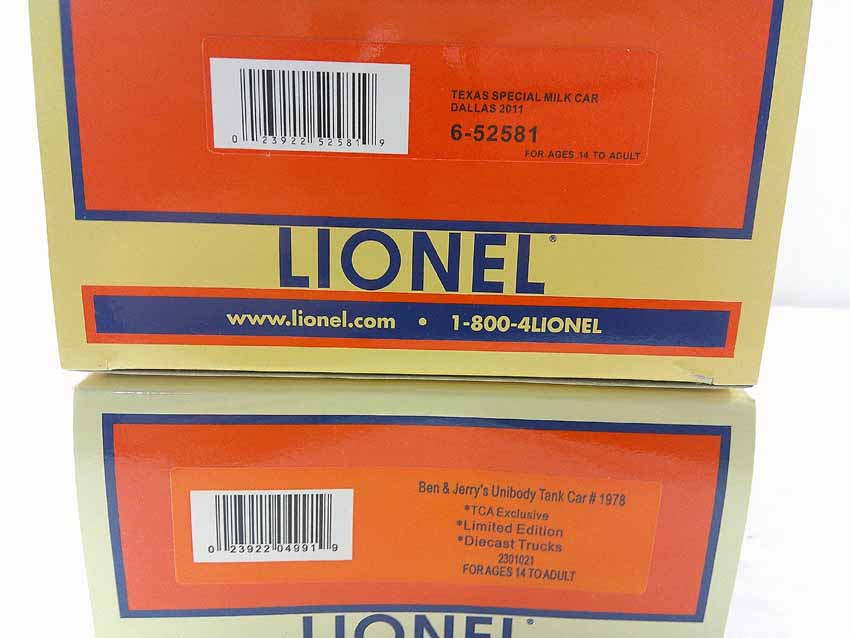 TEXAS SPECIAL MILK CAR
DALLAS 2011
6-52581
FOR AGES 14 TO ADULT
0 23922 52581 9
LIONEL®
www.lionel.com • 1-800-4LIONEL
Ben & Jerry's Unibody Tank Car # 1978
*TCA Exclusive
*Limited Edition
*Diecast Trucks
2301021
FOR AGES 14 TO ADULT
0 23922 04991 9
LIONEL